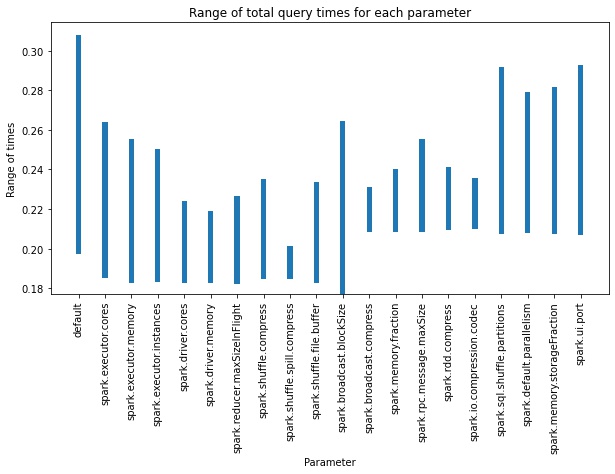 Range of total query times for each parameter
Range of times
0.30
0.28
0.26
0.24
0.22
0.20
0.18
default
spark.executor.cores
spark.executor.memory
spark.executor.instances
spark.driver.cores
spark.driver.memory
spark.reducer.maxSizeInFlight
spark.shuffle.compress
spark.shuffle.spill.compress
spark.shuffle.file.buffer
spark.broadcast.blockSize
spark.broadcast.compress
spark.memory.fraction
spark.rpc.message.maxSize
spark.rdd.compress
spark.io.compression.codec
spark.sql.shuffle.partitions
spark.default.parallelism
spark.memory.storageFraction
spark.ui.port
Parameter